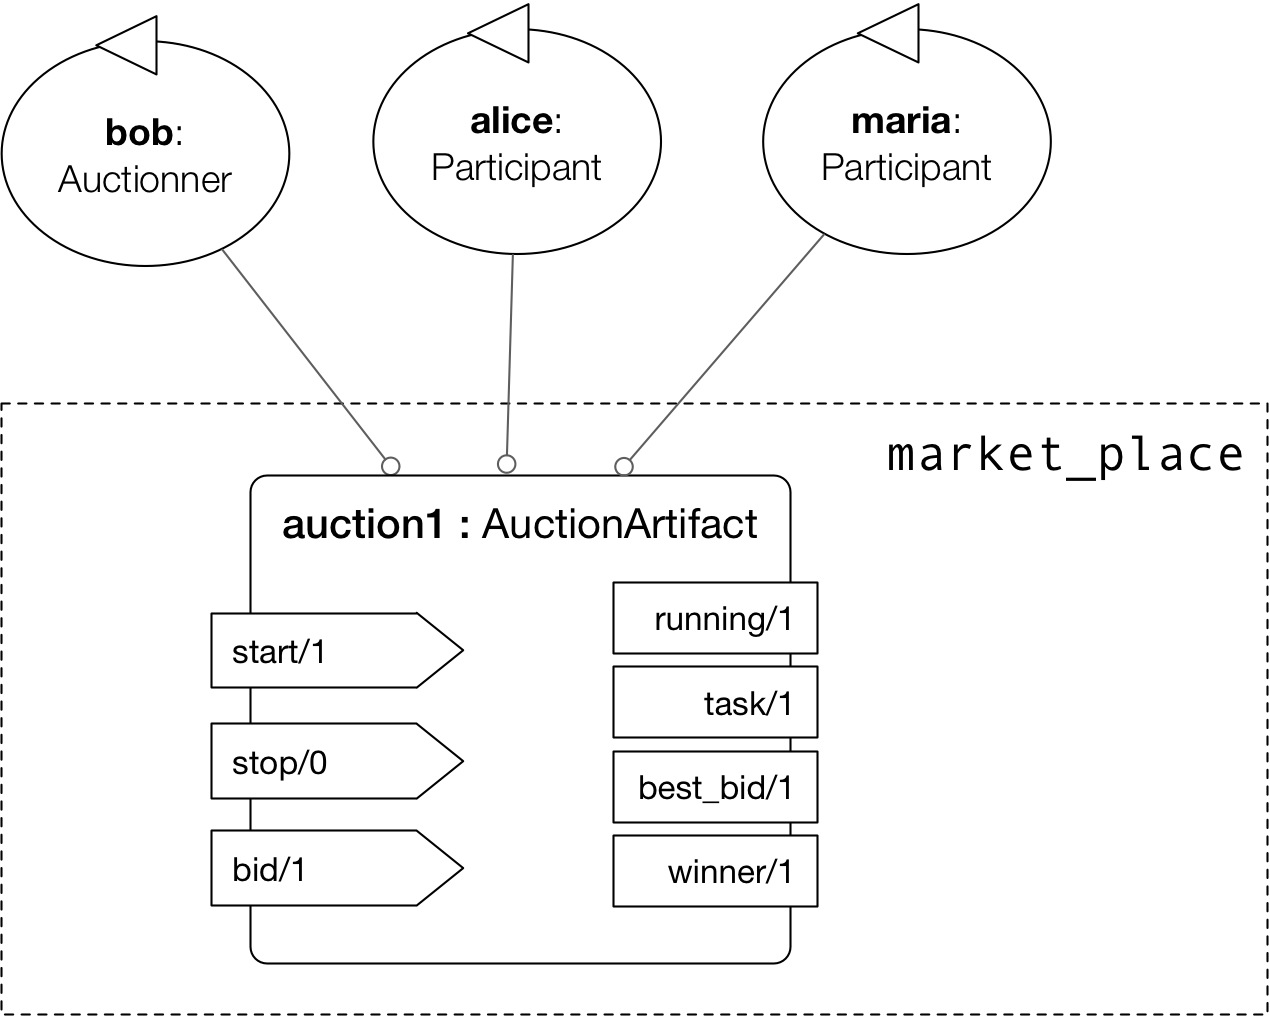 bob:
Auctionner
alice:
Participant
maria:
Participant
market_place
auction1 : AuctionArtifact
start/1
stop/0
bid/1
running/1
task/1
best_bid/1
winner/1